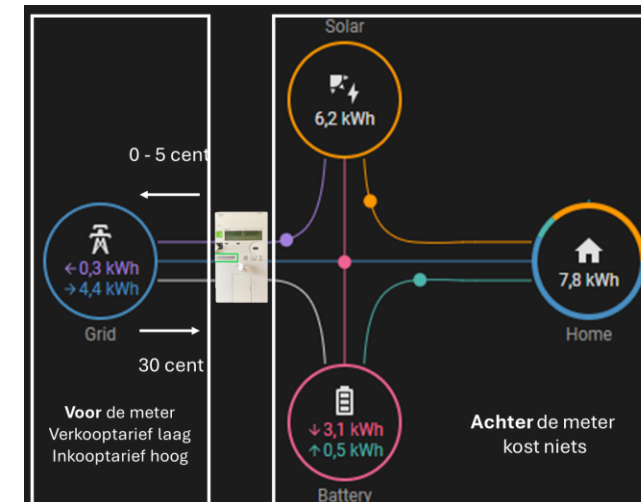 Solar
6,2 kWh
0 - 5 cent
←0,3 kWh
→4,4 kWh
Grid
30 cent
7,8 kWh
Home
Voor de meter
Verkooptarief laag
Inkooptarief hoog
↓3,1 kWh
↑0,5 kWh
Battery
Achter de meter
kost niets